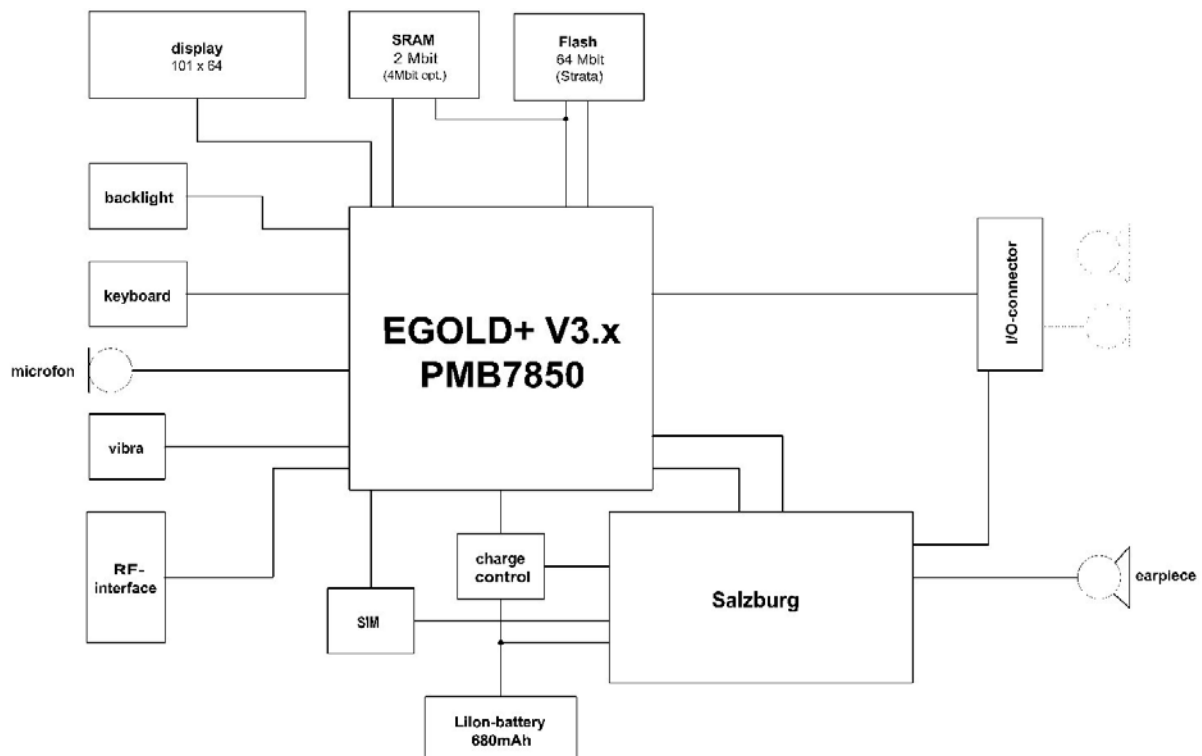 display
101 x 64
SRAM
2 Mbit
(4Mbit opt.)
Flash
64 Mbit
(Strata)
backlight
keyboard
microfon
vibra
RF-
interface
EGOLD+ V3.x
PMB7850
I/O-connector
charge
control
SIM
Salzburg
earpiece
LiIon-battery
680mAh